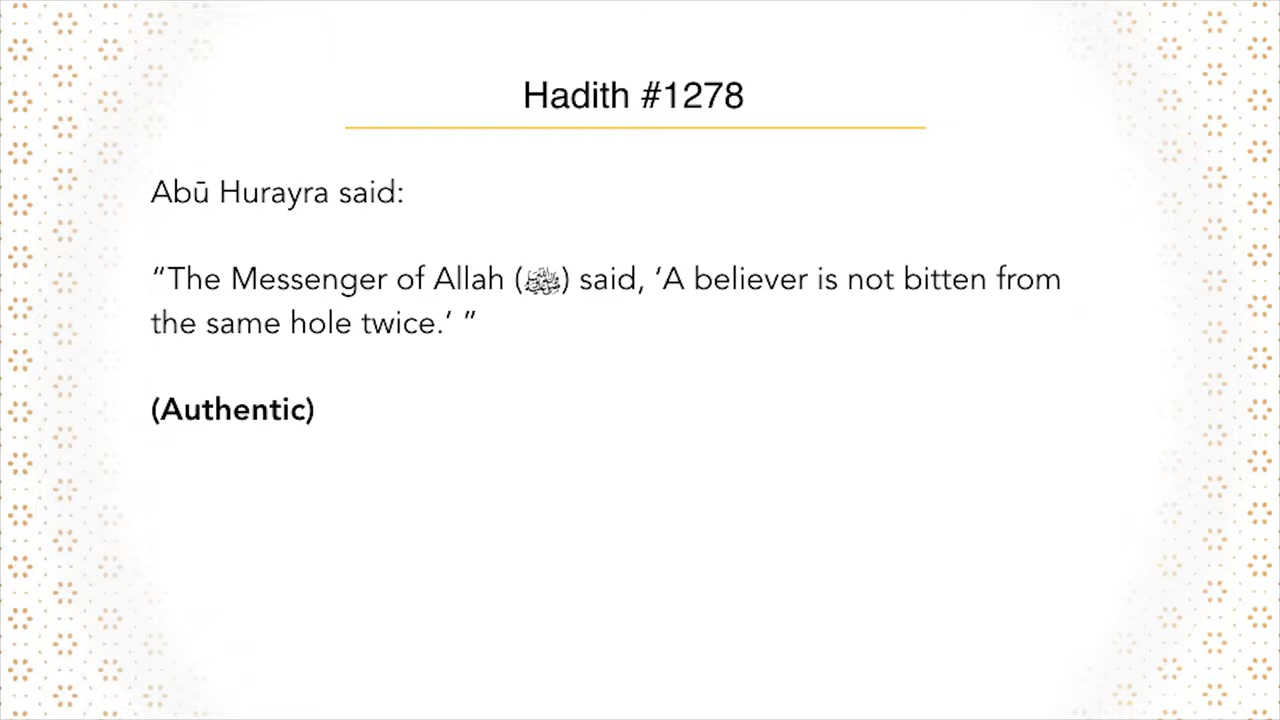 Hadith #1278
Abū Hurayra said:
“The Messenger of Allah (ﷺ) said, ‘A believer is not bitten from
the same hole twice.’ ”
(Authentic)